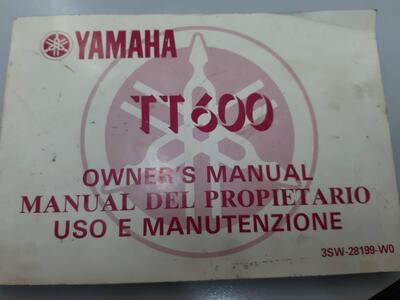 YAMAHA
TT600
OWNER'S MANUAL
MANUAL DEL PROPIETARIO
USO E MANUTENZIONE
3SW-28199-W0